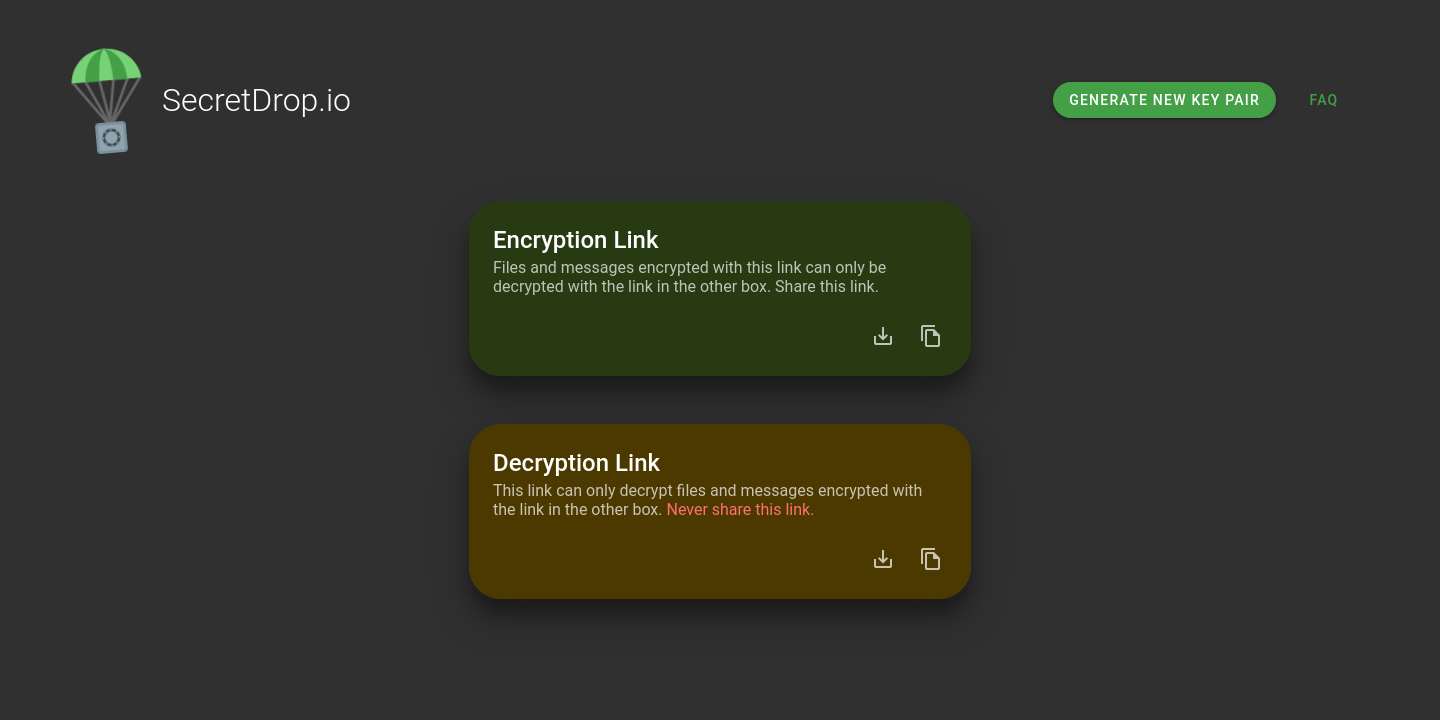 SecretDrop.io
GENERATE NEW KEY PAIR
FAQ
Encryption Link
Files and messages encrypted with this link can only be
decrypted with the link in the other box. Share this link.
Decryption Link
This link can only decrypt files and messages encrypted with
the link in the other box. Never share this link.